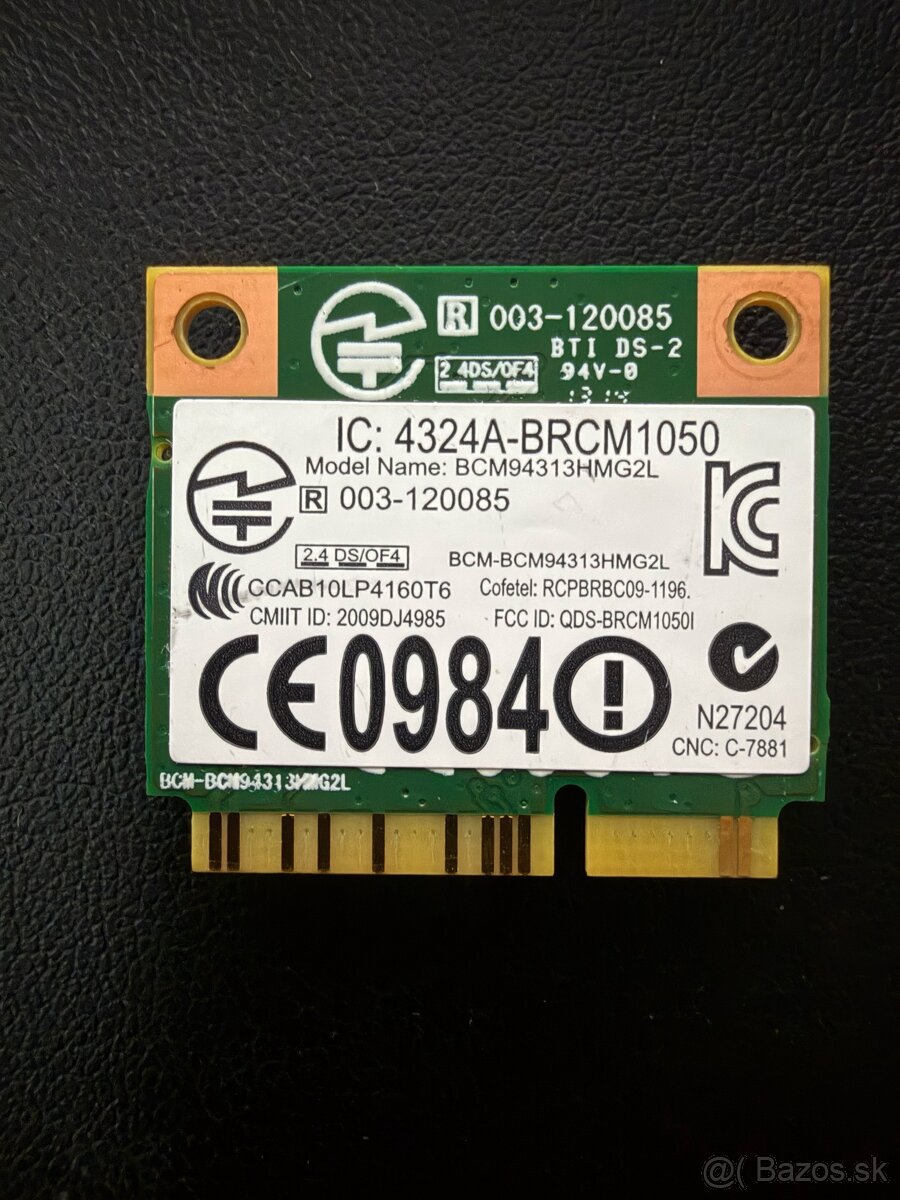 R 003-120085
BTI DS-2
2.4DS/OF4 94V-0
IC: 4324A-BRCM1050
Model Name: BCM94313HMG2L
R 003-120085
2.4 DS/OF4 BCM-BCM94313HMG2L
CCAB10LP4160T6 Cofetel: RCPBRBC09-1196.
CMIIT ID: 2009DJ4985 FCC ID: QDS-BRCM1050I
CE0984
N27204
CNC: C-7881
BCM-BCM94313HMG2L
@( Bazos.sk